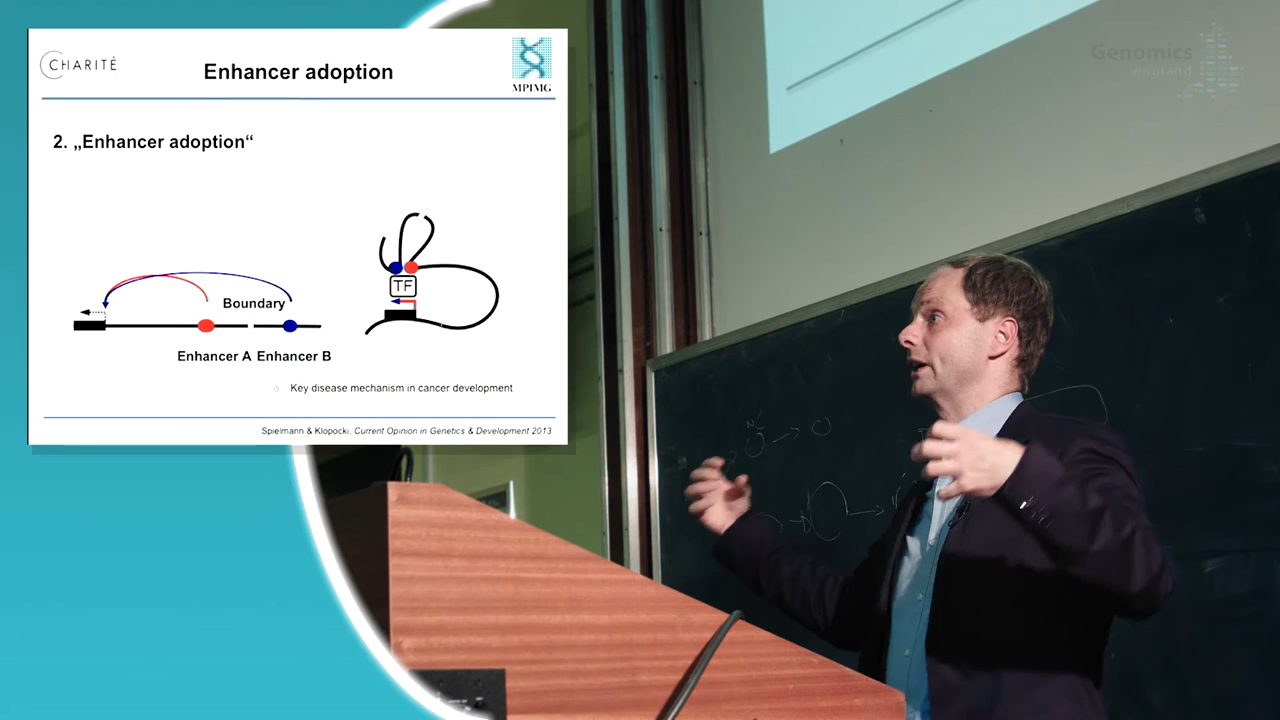 CHARITÉ
Enhancer adoption
MPIMG
2. „Enhancer adoption“
TF
Boundary
Enhancer A Enhancer B
Key disease mechanism in cancer development
Spielmann & Klopocki, Current Opinion in Genetics & Development 2013
Genomics
england